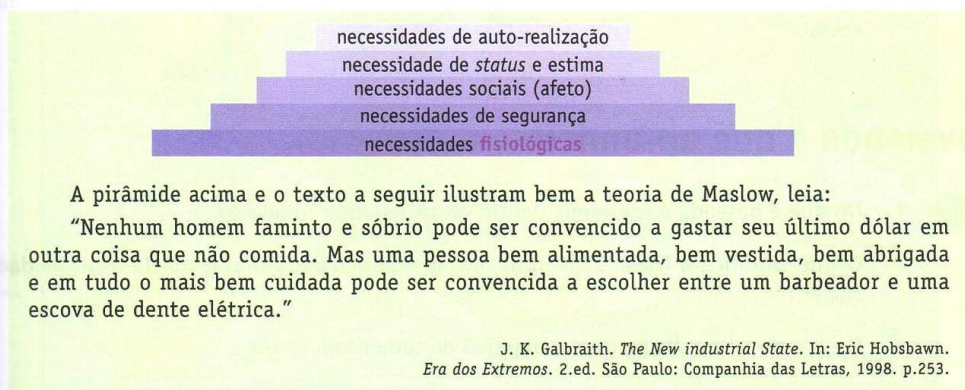 necessidades de auto-realização
necessidade de status e estima
necessidades sociais (afeto)
necessidades de segurança
necessidades fisiológicas
A pirâmide acima e o texto a seguir ilustram bem a teoria de Maslow, leia:
“Nenhum homem faminto e sóbrio pode ser convencido a gastar seu último dólar em
outra coisa que não comida. Mas uma pessoa bem alimentada, bem vestida, bem abrigada
e em tudo o mais bem cuidada pode ser convencida a escolher entre um barbeador e uma
escova de dente elétrica.”
J. K. Galbraith. The New industrial State. In: Eric Hobsbawn.
Era dos Extremos. 2.ed. São Paulo: Companhia das Letras, 1998. p.253.